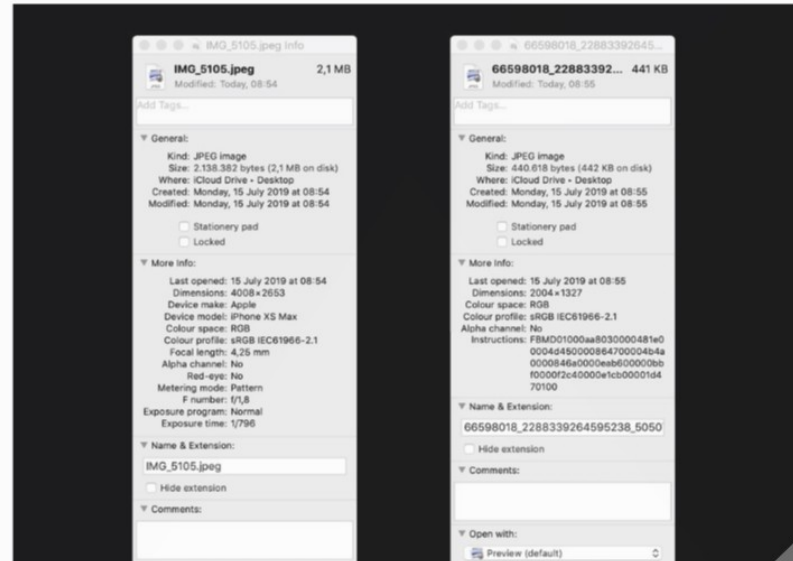 IMG_5105.jpeg Info
IMG_5105.jpeg 2,1 MB
Modified: Today, 08:54
Add Tags...
General:
Kind: JPEG image
Size: 2.138.382 bytes (2,1 MB on disk)
Where: iCloud Drive • Desktop
Created: Monday, 15 July 2019 at 08:54
Modified: Monday, 15 July 2019 at 08:54
Stationery pad
Locked
More Info:
Last opened: 15 July 2019 at 08:54
Dimensions: 4008×2653
Device make: Apple
Device model: iPhone XS Max
Colour space: RGB
Colour profile: sRGB IEC61966-2.1
Focal length: 4,25 mm
Alpha channel: No
Red-eye: No
Metering mode: Pattern
F number: f/1,8
Exposure program: Normal
Exposure time: 1/796
Name & Extension:
IMG_5105.jpeg
Hide extension
Comments:
66598018_22883392645...
66598018_22883392... 441 KB
Modified: Today, 08:55
Add Tags...
General:
Kind: JPEG image
Size: 440.618 bytes (442 KB on disk)
Where: iCloud Drive • Desktop
Created: Monday, 15 July 2019 at 08:55
Modified: Monday, 15 July 2019 at 08:55
Stationery pad
Locked
More Info:
Last opened: 15 July 2019 at 08:55
Dimensions: 2004×1327
Colour space: RGB
Colour profile: sRGB IEC61966-2.1
Alpha channel: No
Instructions: FBMD01000aa8030000481e0
0004d450000864700004b4a
0000846a0000eab600000bb
f0000f2c40000e1cb00001d4
70100
Name & Extension:
66598018_2288339264595238_5050
Hide extension
Comments:
Open with:
Preview (default)